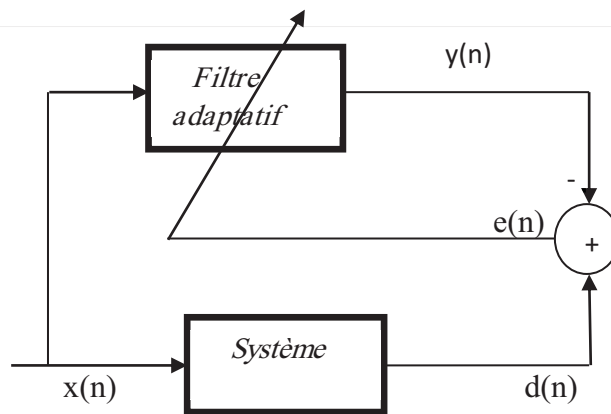 Filtre
adaptatif
y(n)
-
e(n)
+
Système
x(n)
d(n)